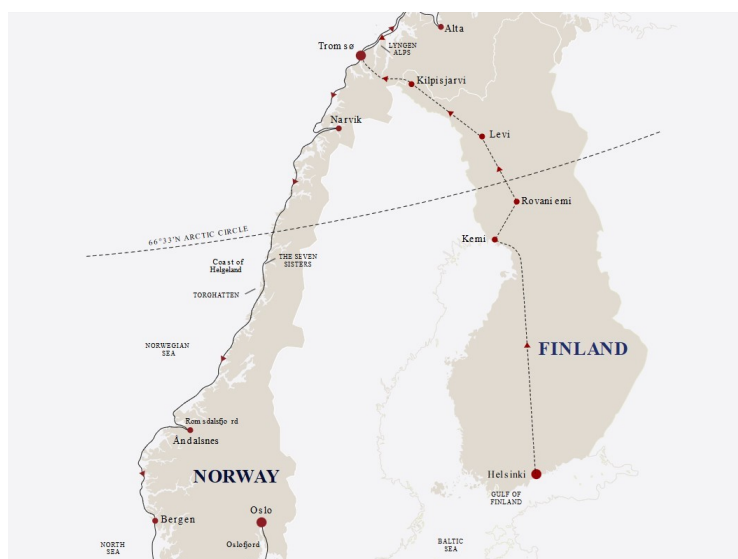 Alta
Tromsø
LYNGEN
ALPS
Kilpisjarvi
Narvik
Levi
Rovaniemi
66°33'N ARCTIC CIRCLE
Kemi
Coast of
Helgeland
THE SEVEN
SISTERS
TORGHATTEN
NORWEGIAN
SEA
FINLAND
Romsdalsfjord
Åndalsnes
NORWAY
Helsinki
GULF OF
FINLAND
Bergen
Oslo
NORTH
SEA
Oslofjord
BALTIC
SEA